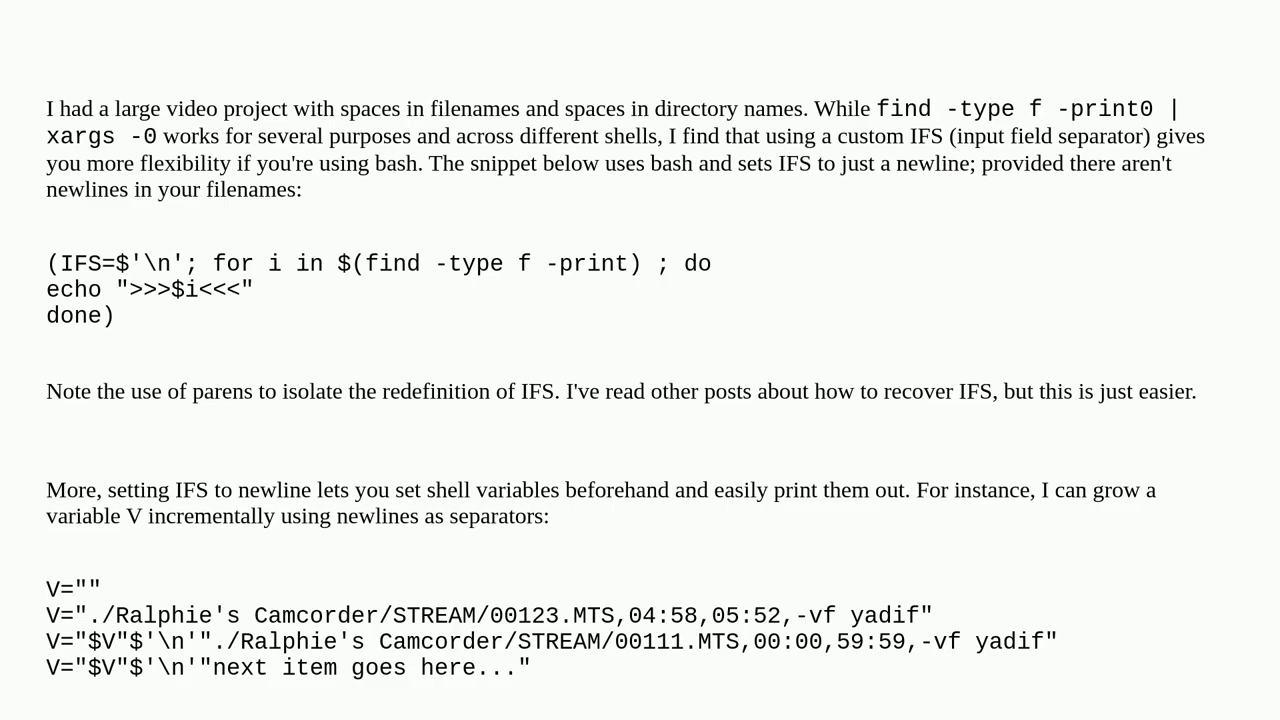 I had a large video project with spaces in filenames and spaces in directory names. While find -type f -print0 |
xargs -0 works for several purposes and across different shells, I find that using a custom IFS (input field separator) gives
you more flexibility if you're using bash. The snippet below uses bash and sets IFS to just a newline; provided there aren't
newlines in your filenames:
(IFS=$'\n'; for i in $(find -type f -print) ; do
echo ">>>$i<<<"
done)
Note the use of parens to isolate the redefinition of IFS. I've read other posts about how to recover IFS, but this is just easier.
More, setting IFS to newline lets you set shell variables beforehand and easily print them out. For instance, I can grow a
variable V incrementally using newlines as separators:
V=""
V="./Ralphie's Camcorder/STREAM/00123.MTS,04:58,05:52,-vf yadif"
V="$V"$'\n'"./Ralphie's Camcorder/STREAM/00111.MTS,00:00,59:59,-vf yadif"
V="$V"$'\n'"next item goes here..."